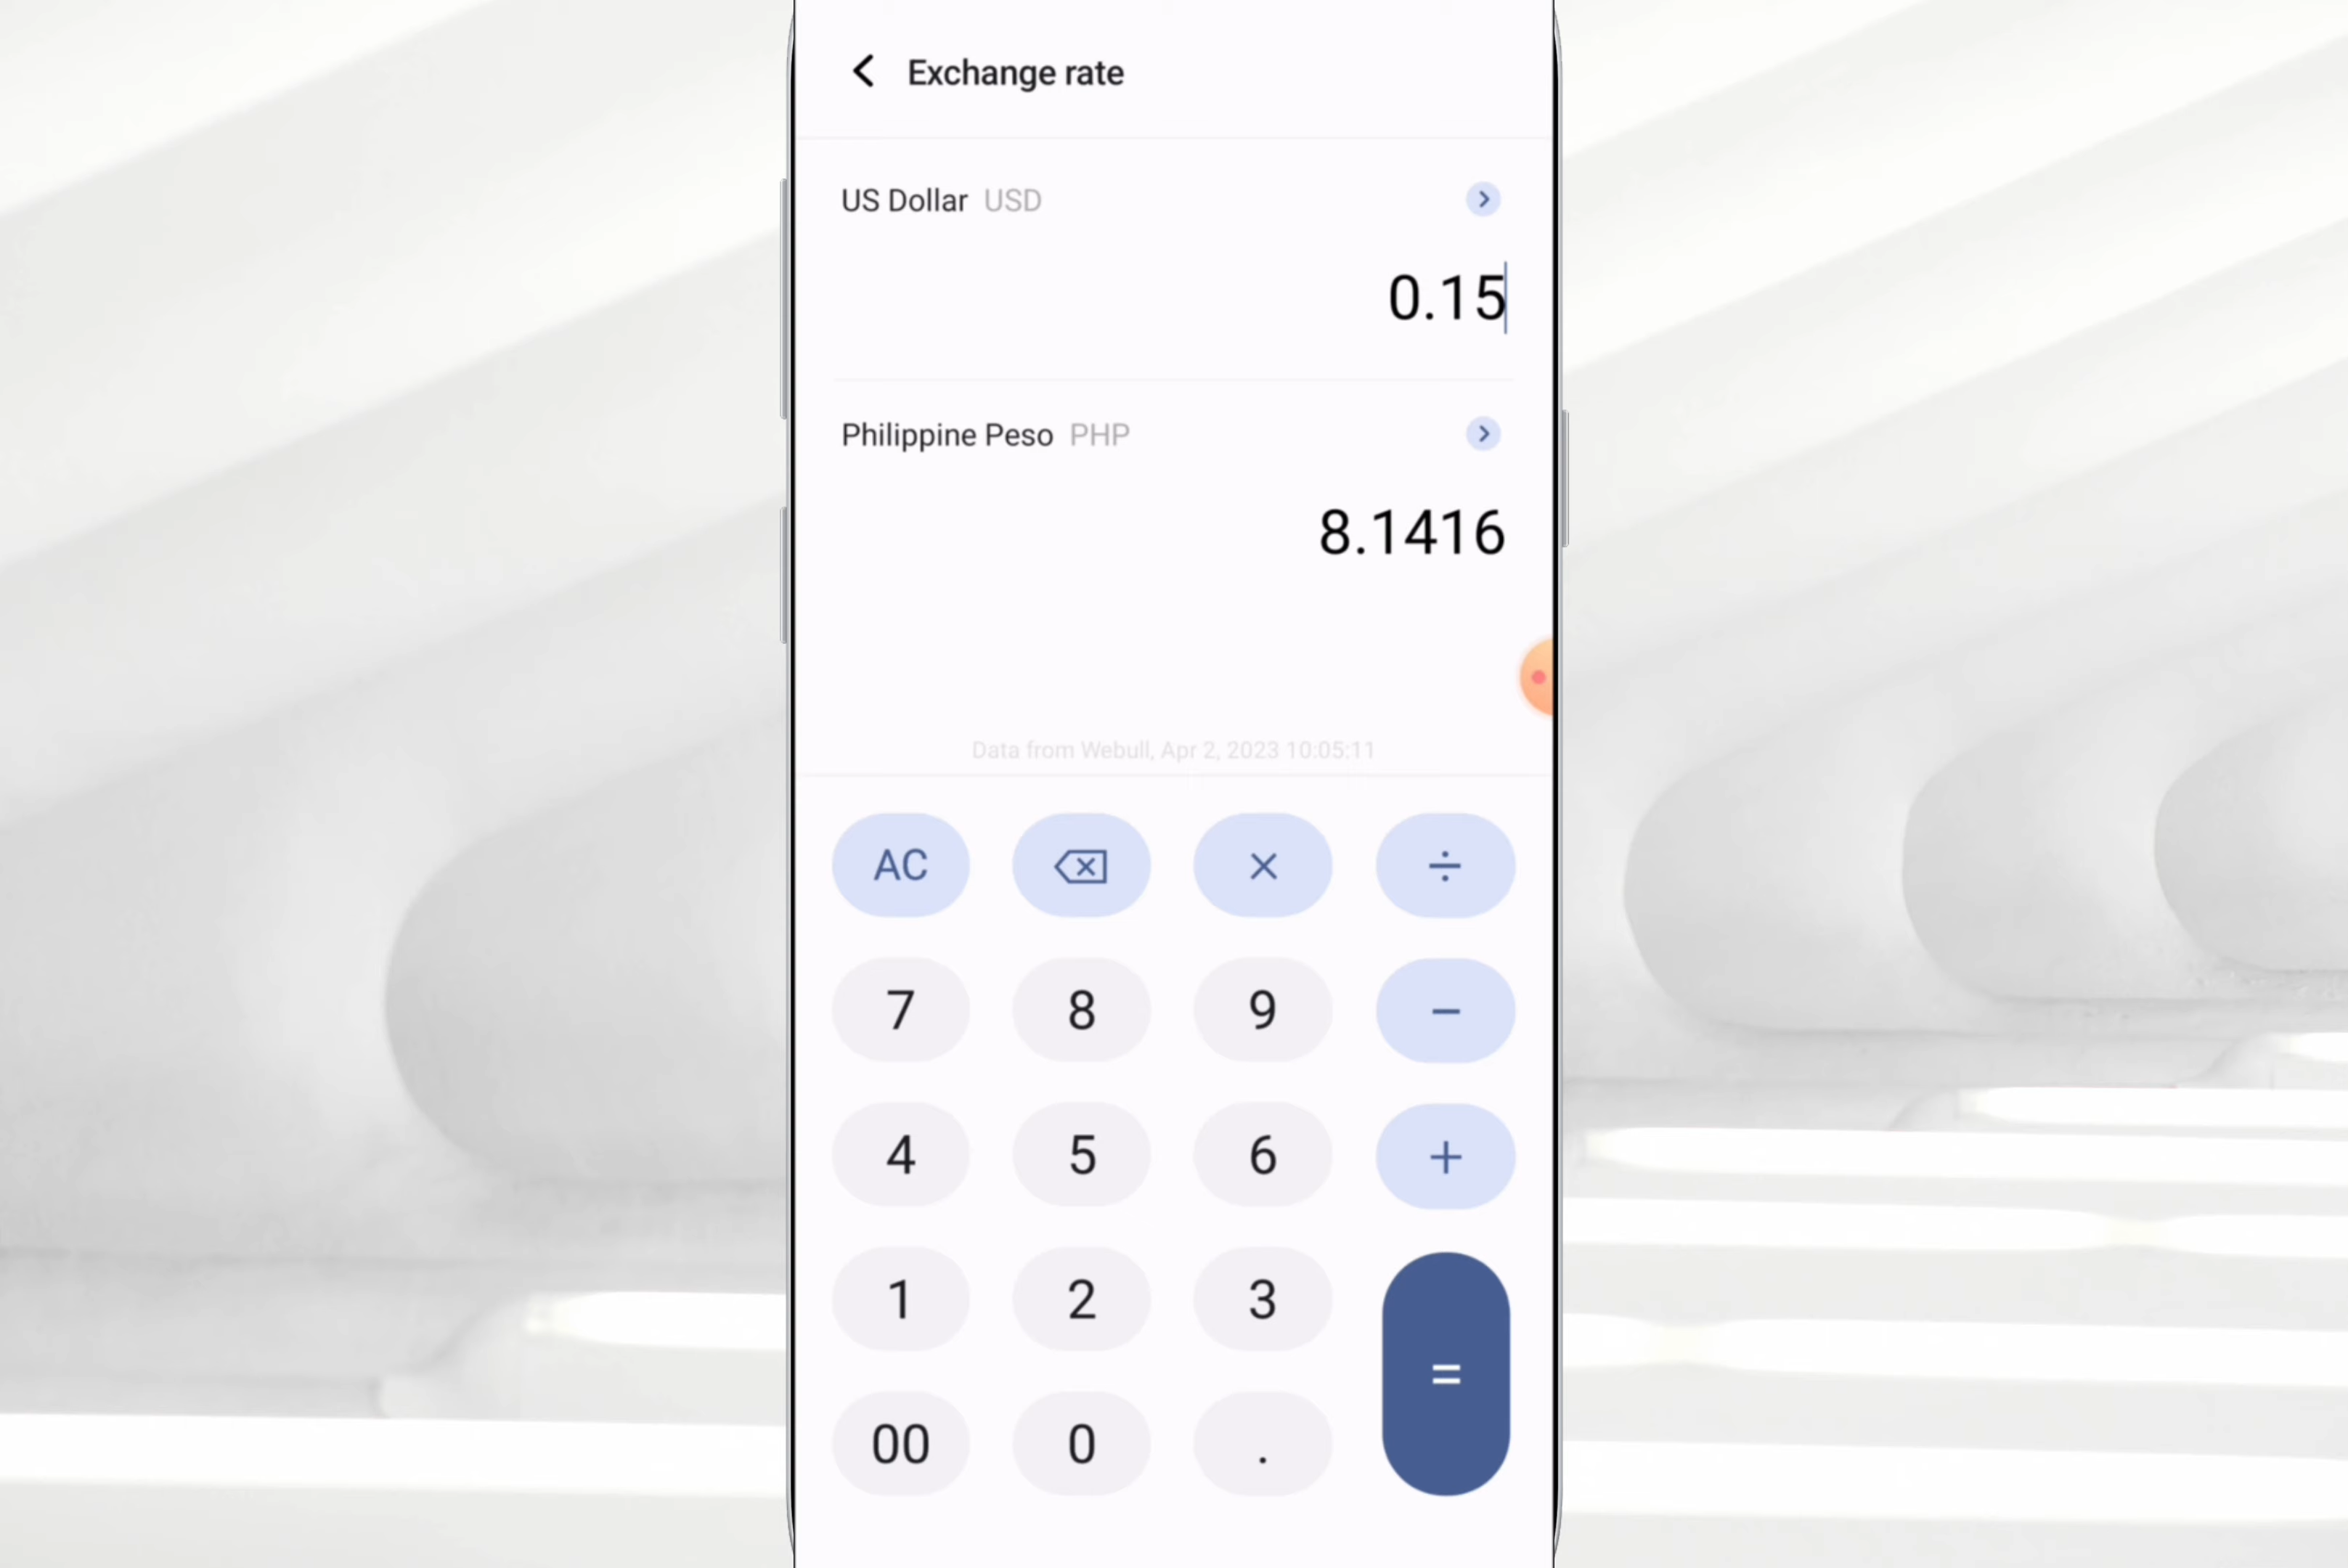 Exchange rate
US Dollar USD
0.15
Philippine Peso PHP
8.1416
Data from Webull, Apr 2, 2023 10:05:11
AC × ÷
7 8 9 −
4 5 6 +
1 2 3
=
00 0 .